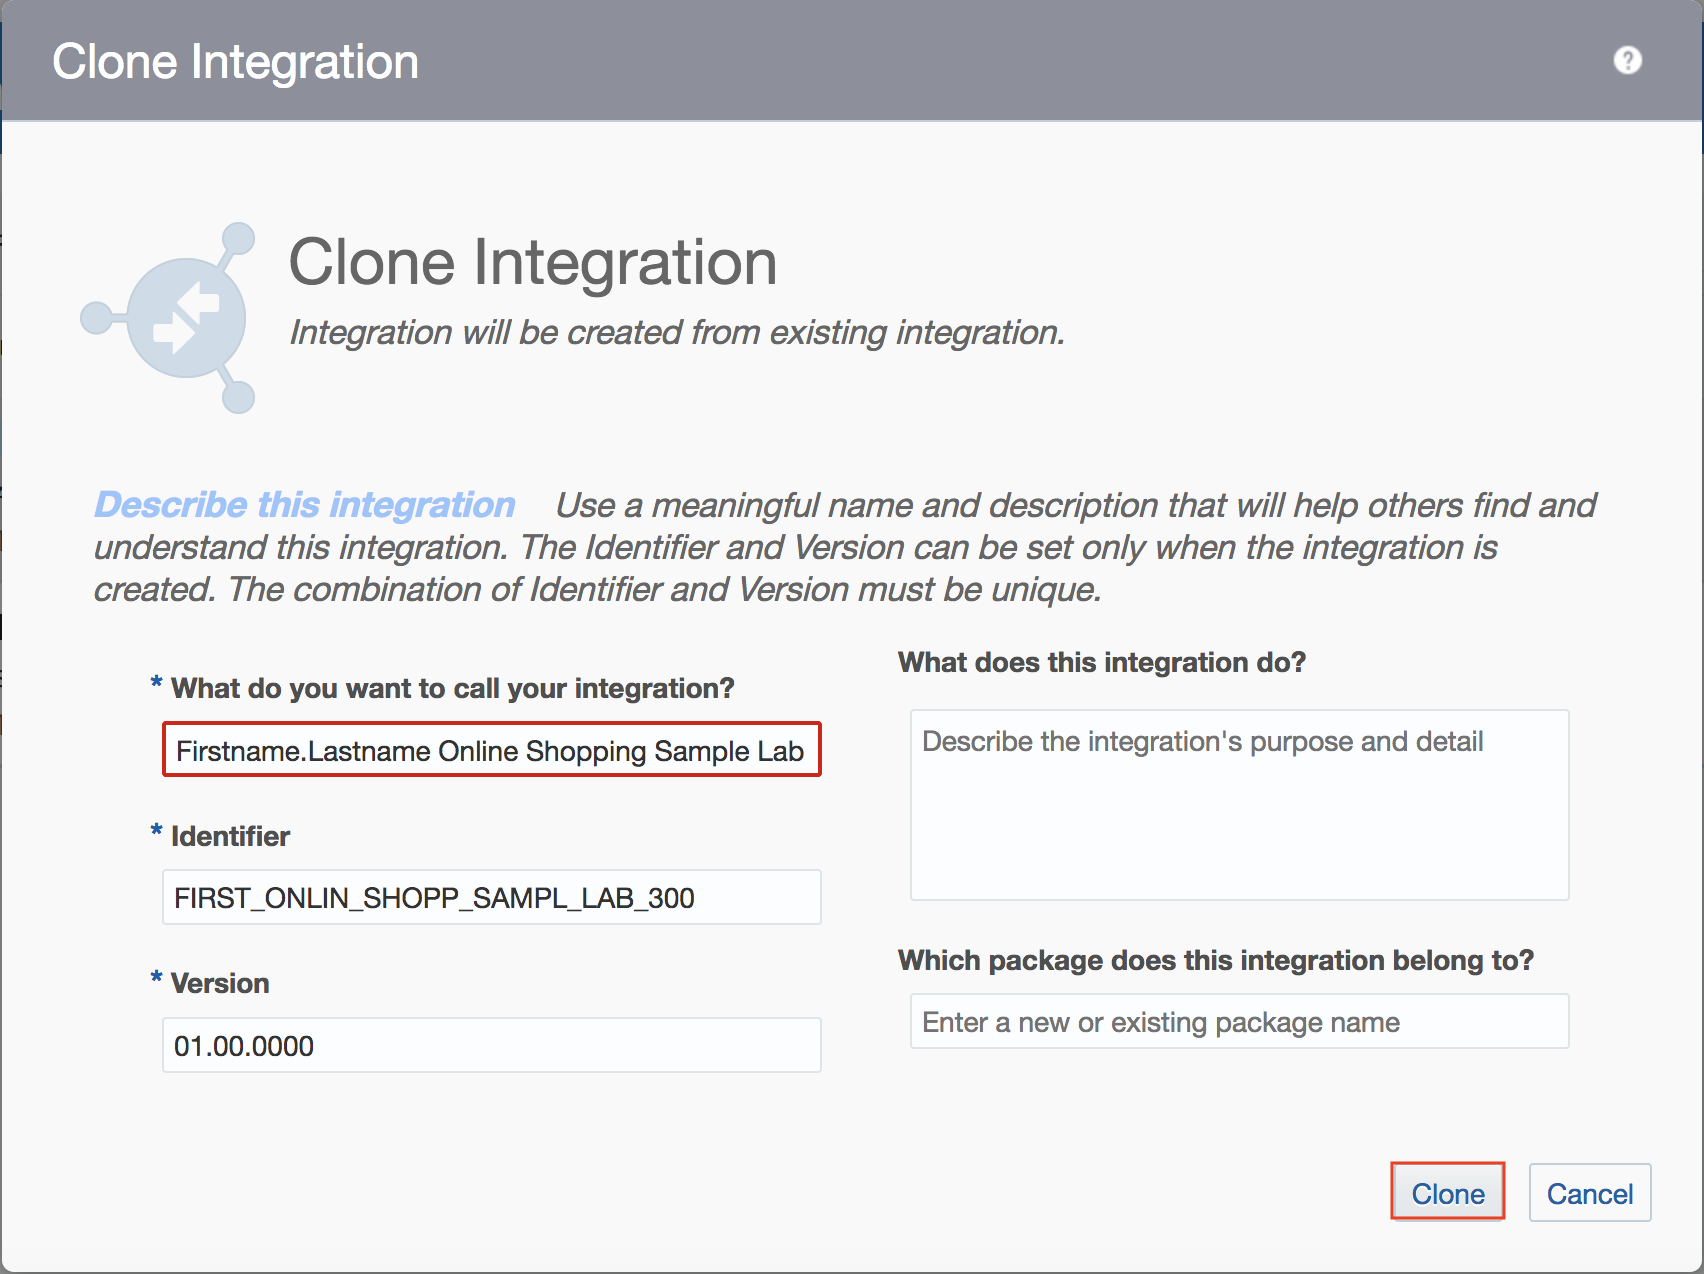 Clone Integration
?
Clone Integration
Integration will be created from existing integration.
Describe this integration Use a meaningful name and description that will help others find and
understand this integration. The Identifier and Version can be set only when the integration is
created. The combination of Identifier and Version must be unique.
* What do you want to call your integration?
Firstname.Lastname Online Shopping Sample Lab
* Identifier
FIRST_ONLIN_SHOPP_SAMPL_LAB_300
* Version
01.00.0000
What does this integration do?
Describe the integration's purpose and detail
Which package does this integration belong to?
Enter a new or existing package name
Clone
Cancel